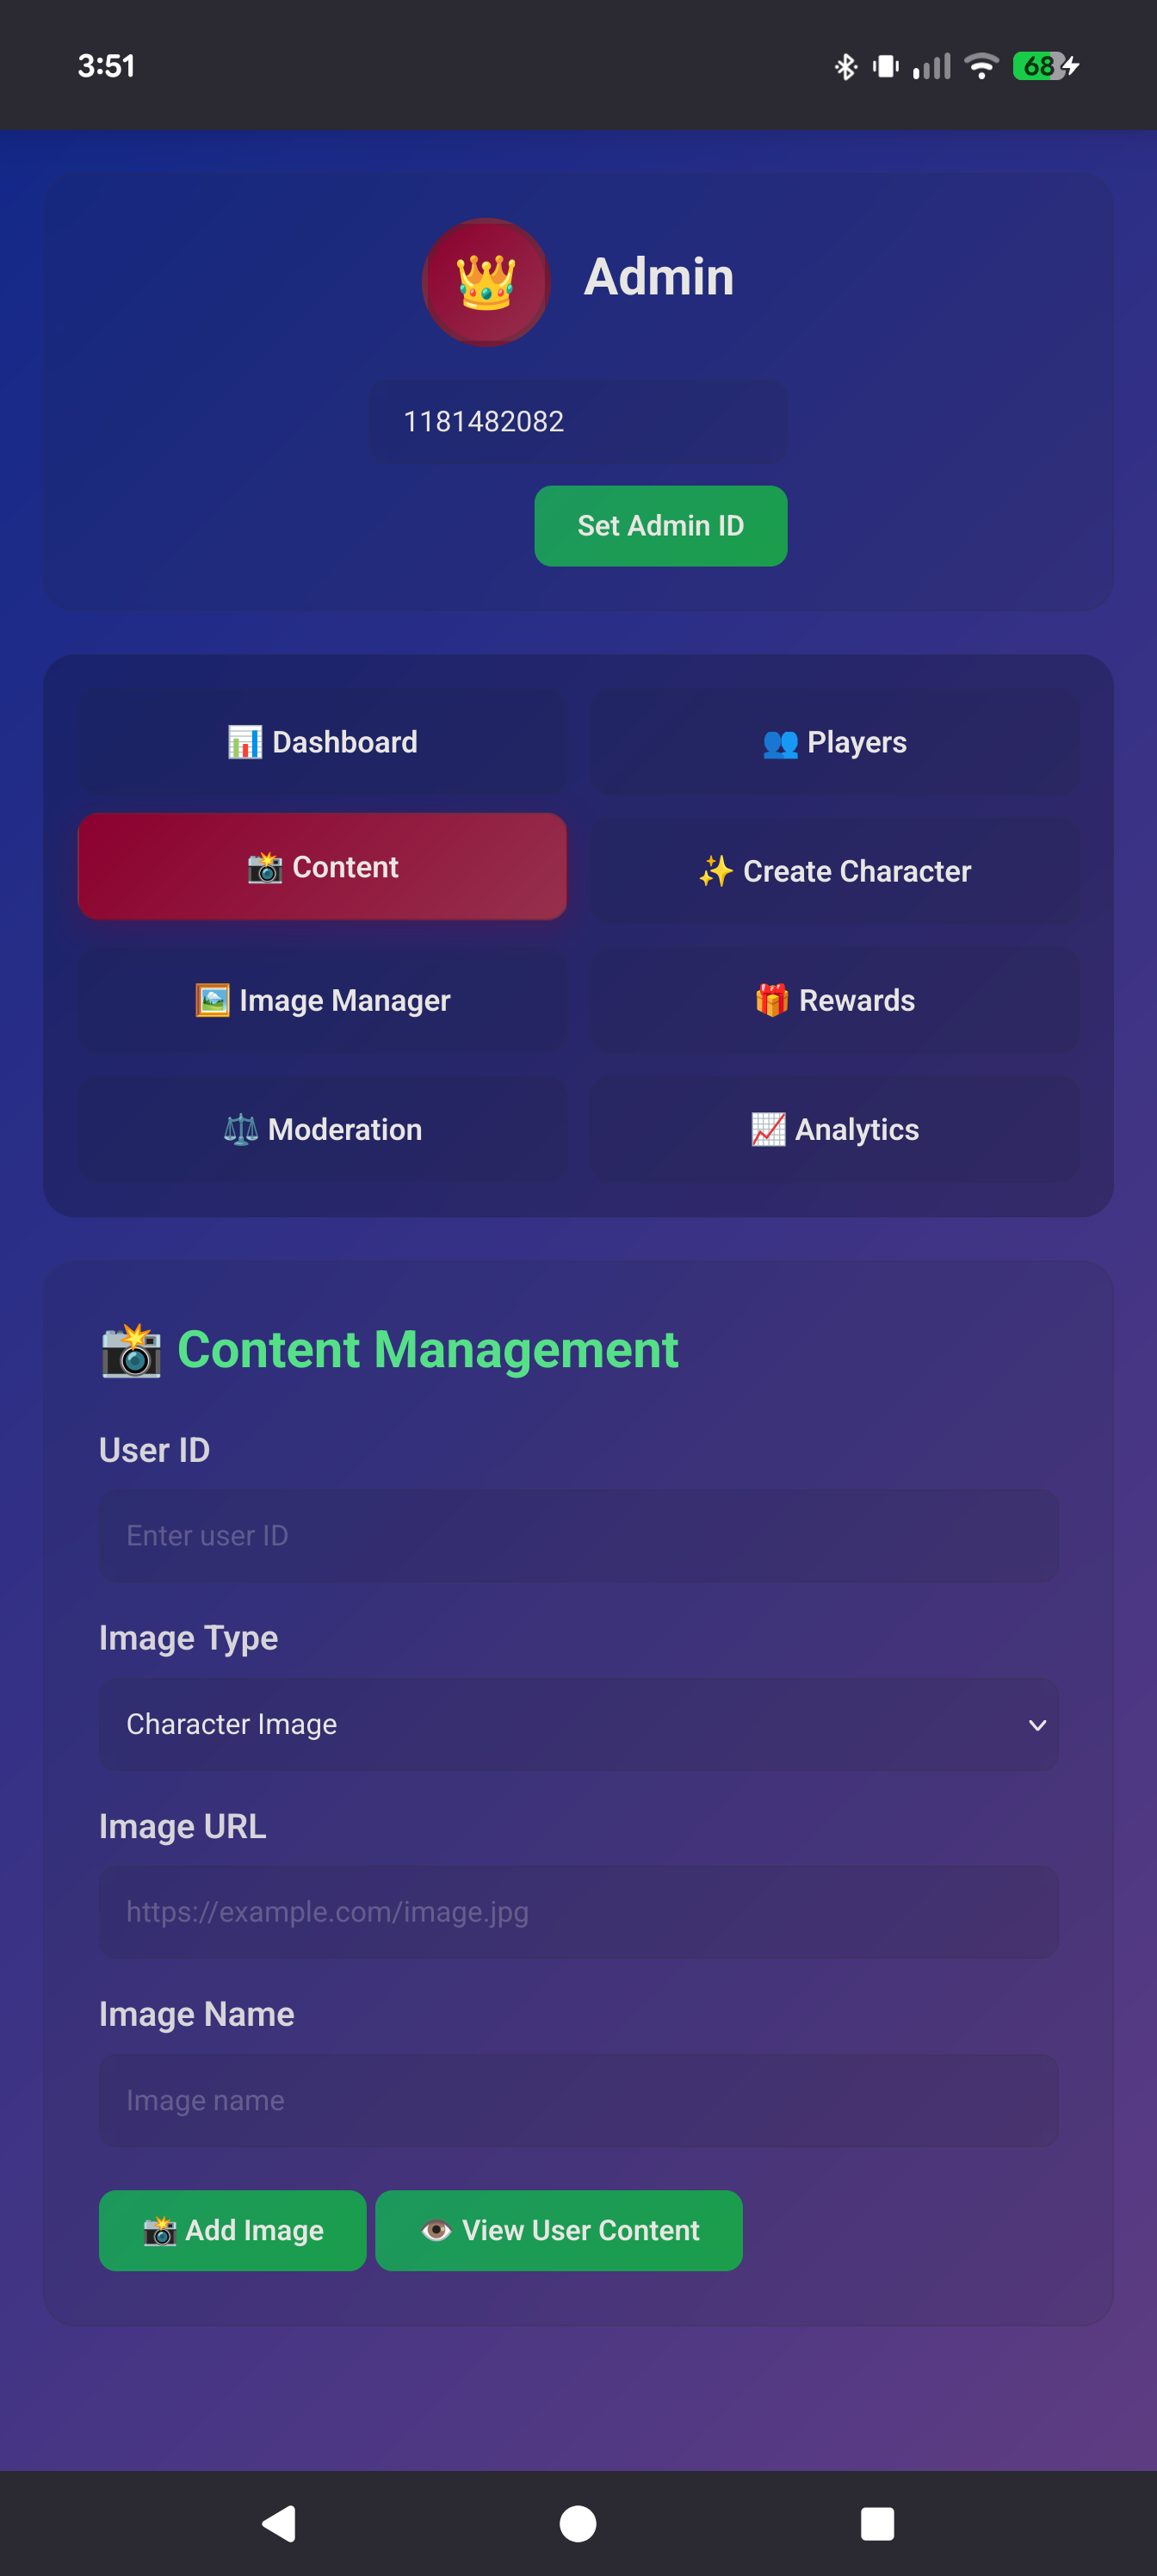 3:51
68
Admin
1181482082
Set Admin ID
Dashboard
Players
Content
Create Character
Image Manager
Rewards
Moderation
Analytics
Content Management
User ID
Enter user ID
Image Type
Character Image
Image URL
https://example.com/image.jpg
Image Name
Image name
Add Image
View User Content